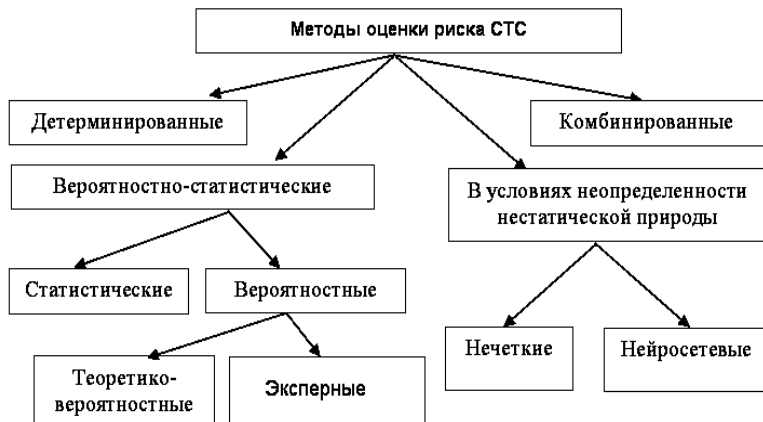 Методы оценки риска СТС
Детерминированные
Комбинированные
Вероятностно-статистические
В условиях неопределенности
нестатической природы
Статистические
Вероятностные
Нечеткие
Нейросетевые
Теоретико-
вероятностные
Эксперные